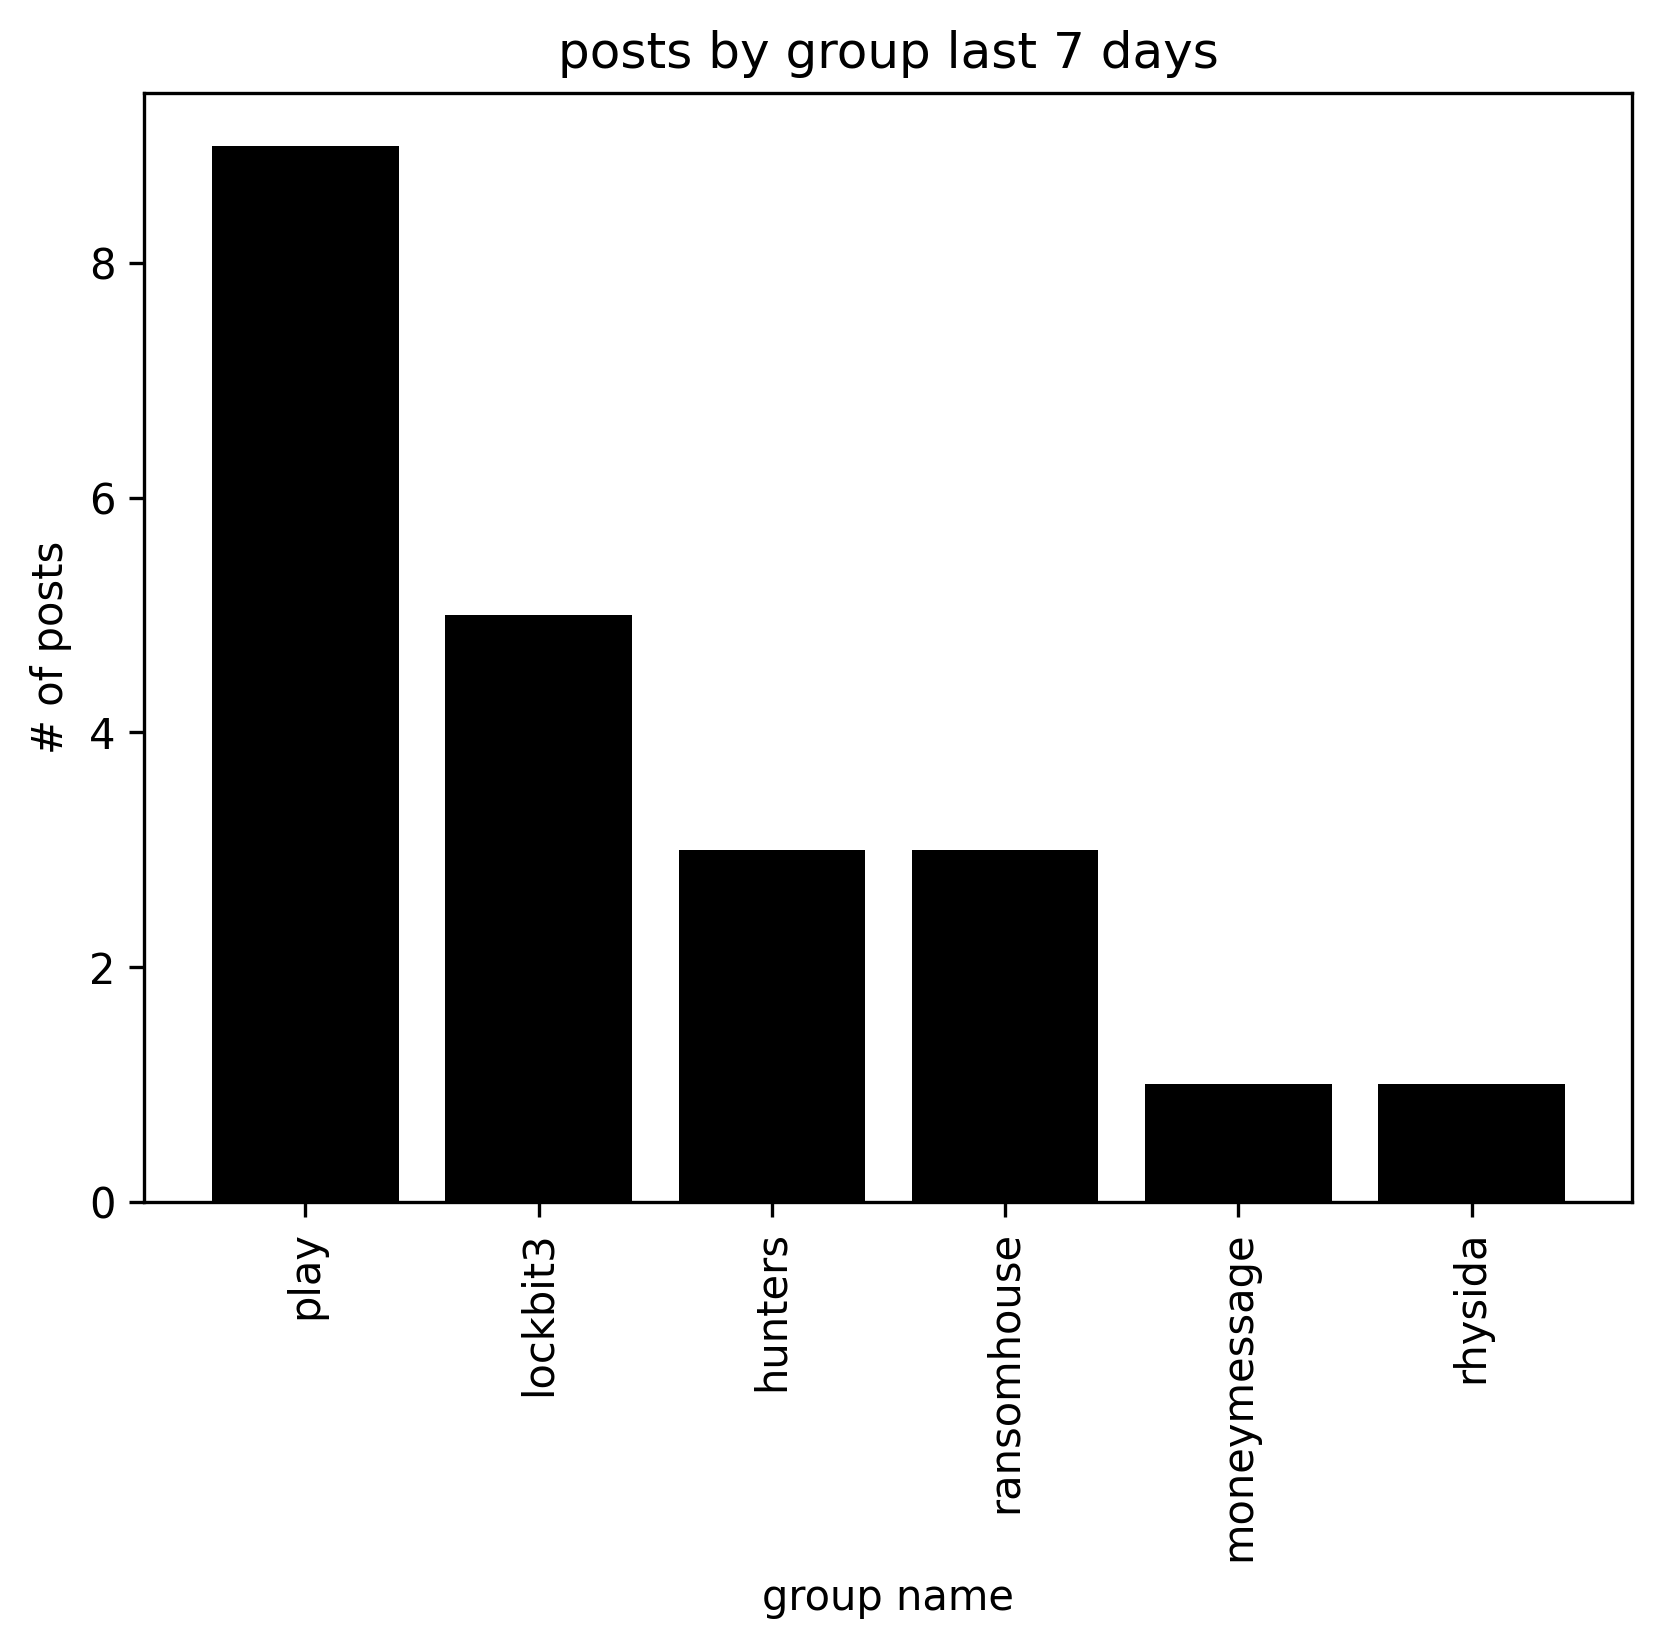 posts by group last 7 days
8
6
4
2
0
# of posts
play
lockbit3
hunters
ransomhouse
moneymessage
rhysida
group name